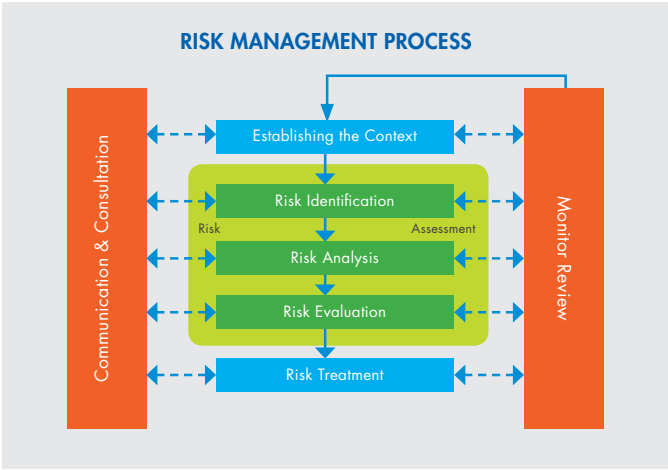 RISK MANAGEMENT PROCESS
Communication & Consultation
Establishing the Context
Risk Identification
Risk
Assessment
Risk Analysis
Risk Evaluation
Risk Treatment
Monitor Review